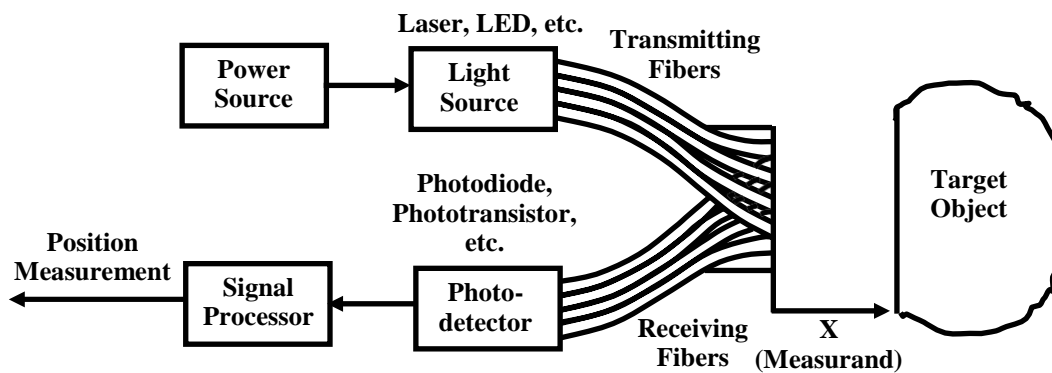 Laser, LED, etc.
Power
Source
Light
Source
Transmitting
Fibers
Target
Object
Photodiode,
Phototransistor,
etc.
Position
Measurement
Signal
Processor
Photo-
detector
Receiving
Fibers
X
(Measurand)